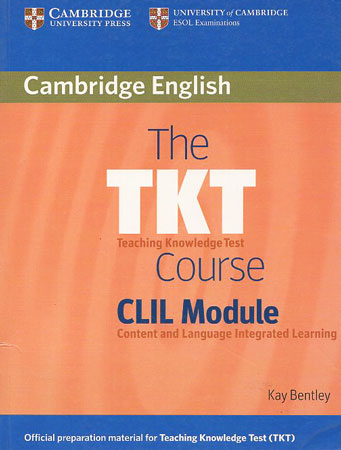 CAMBRIDGE
UNIVERSITY PRESS
UNIVERSITY of CAMBRIDGE
ESOL Examinations
Cambridge English
The
TKT
Teaching Knowledge Test
Course
CLIL Module
Content and Language Integrated Learning
Kay Bentley
Official preparation material for Teaching Knowledge Test (TKT)